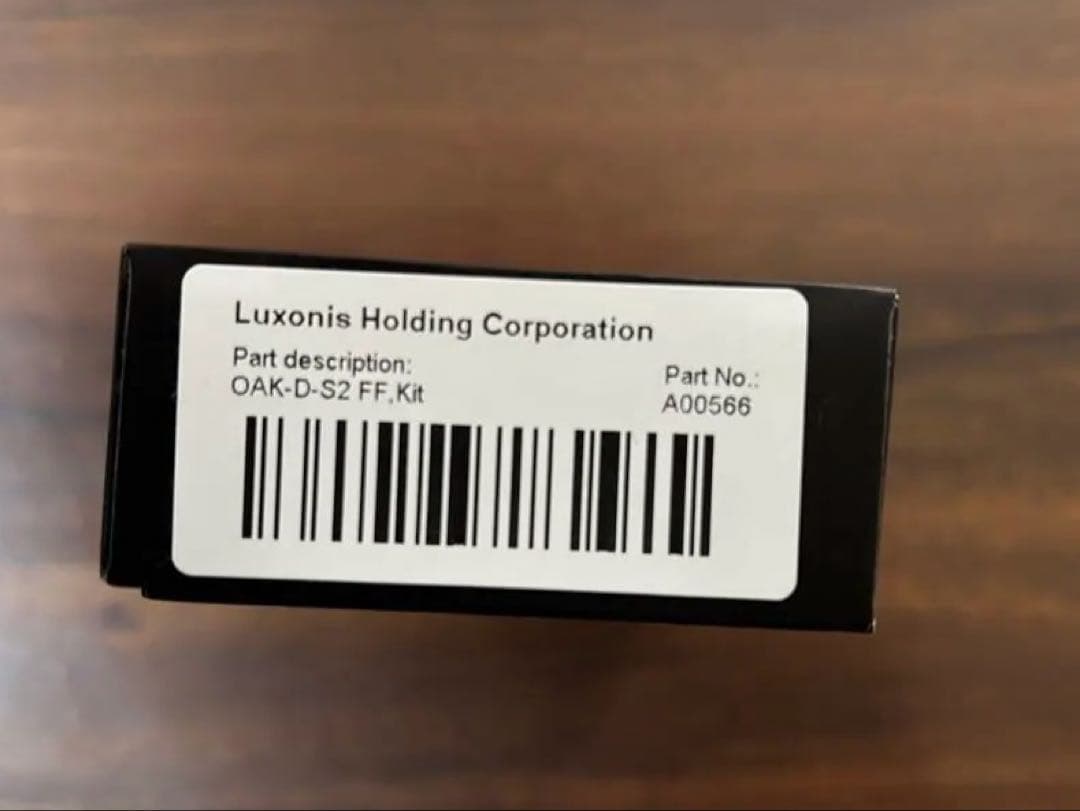 Luxonis Holding Corporation
Part description:
OAK-D-S2 FF,Kit
Part No.:
A00566